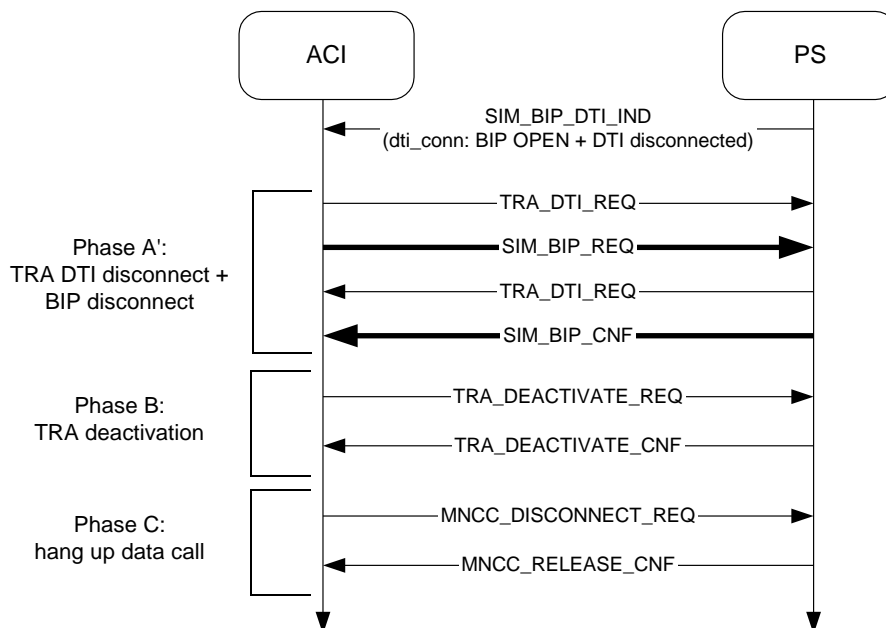 ACI
PS
SIM_BIP_DTI_IND
(dti_conn: BIP OPEN + DTI disconnected)
TRA_DTI_REQ
Phase A':
TRA DTI disconnect +
BIP disconnect
SIM_BIP_REQ
TRA_DTI_REQ
SIM_BIP_CNF
Phase B:
TRA deactivation
TRA_DEACTIVATE_REQ
TRA_DEACTIVATE_CNF
Phase C:
hang up data call
MNCC_DISCONNECT_REQ
MNCC_RELEASE_CNF